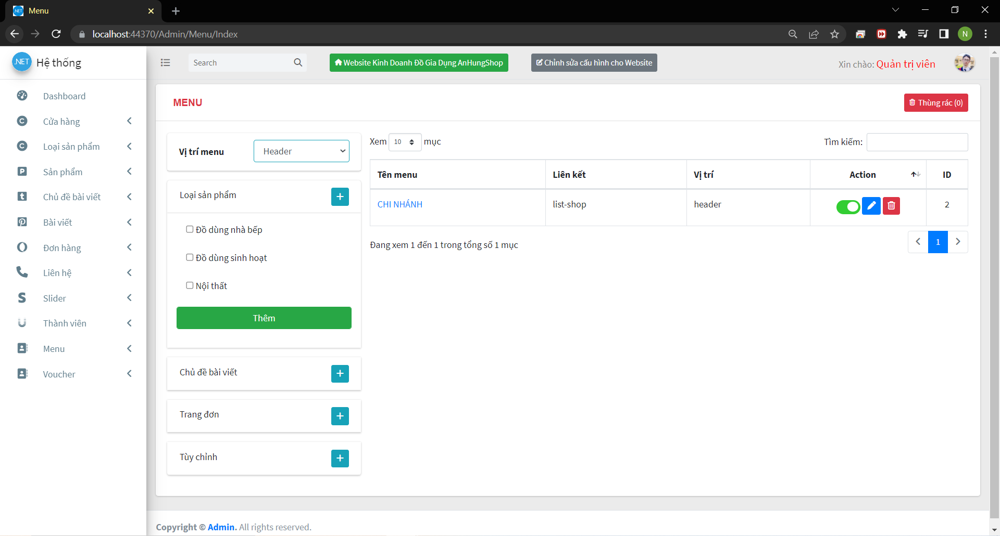 .NET Menu
localhost:44370/Admin/Menu/Index
N
.NET Hệ thống
Search
Website Kinh Doanh Đồ Gia Dụng AnHungShop
Chỉnh sửa cấu hình cho Website
Xin chào: Quản trị viên
Dashboard
Cửa hàng
Loại sản phẩm
Sản phẩm
Chủ đề bài viết
Bài viết
Đơn hàng
Liên hệ
Slider
Thành viên
Menu
Voucher
MENU
Thùng rác (0)
Vị trí menu
Header
Loại sản phẩm
Đồ dùng nhà bếp
Đồ dùng sinh hoạt
Nội thất
Thêm
Chủ đề bài viết
Trang đơn
Tùy chỉnh
Xem 10 mục
Tìm kiếm:
Tên menu Liên kết Vị trí Action ID
CHI NHÁNH list-shop header 2
Đang xem 1 đến 1 trong tổng số 1 mục
1
Copyright © Admin. All rights reserved.